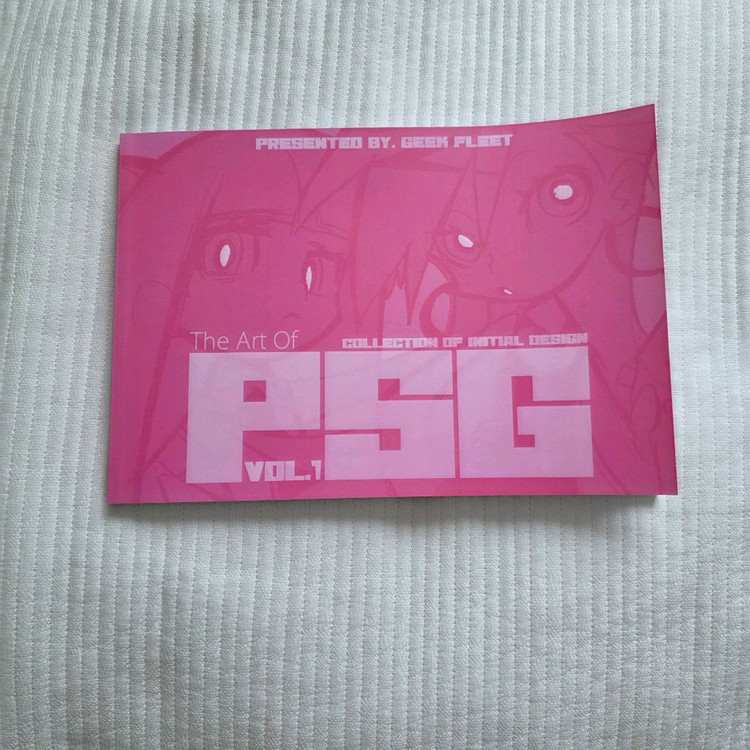 PRESENTED BY. GEEK FLEET
The Art Of
COLLECTION OF INITIAL DESIGN
PSG
VOL.1